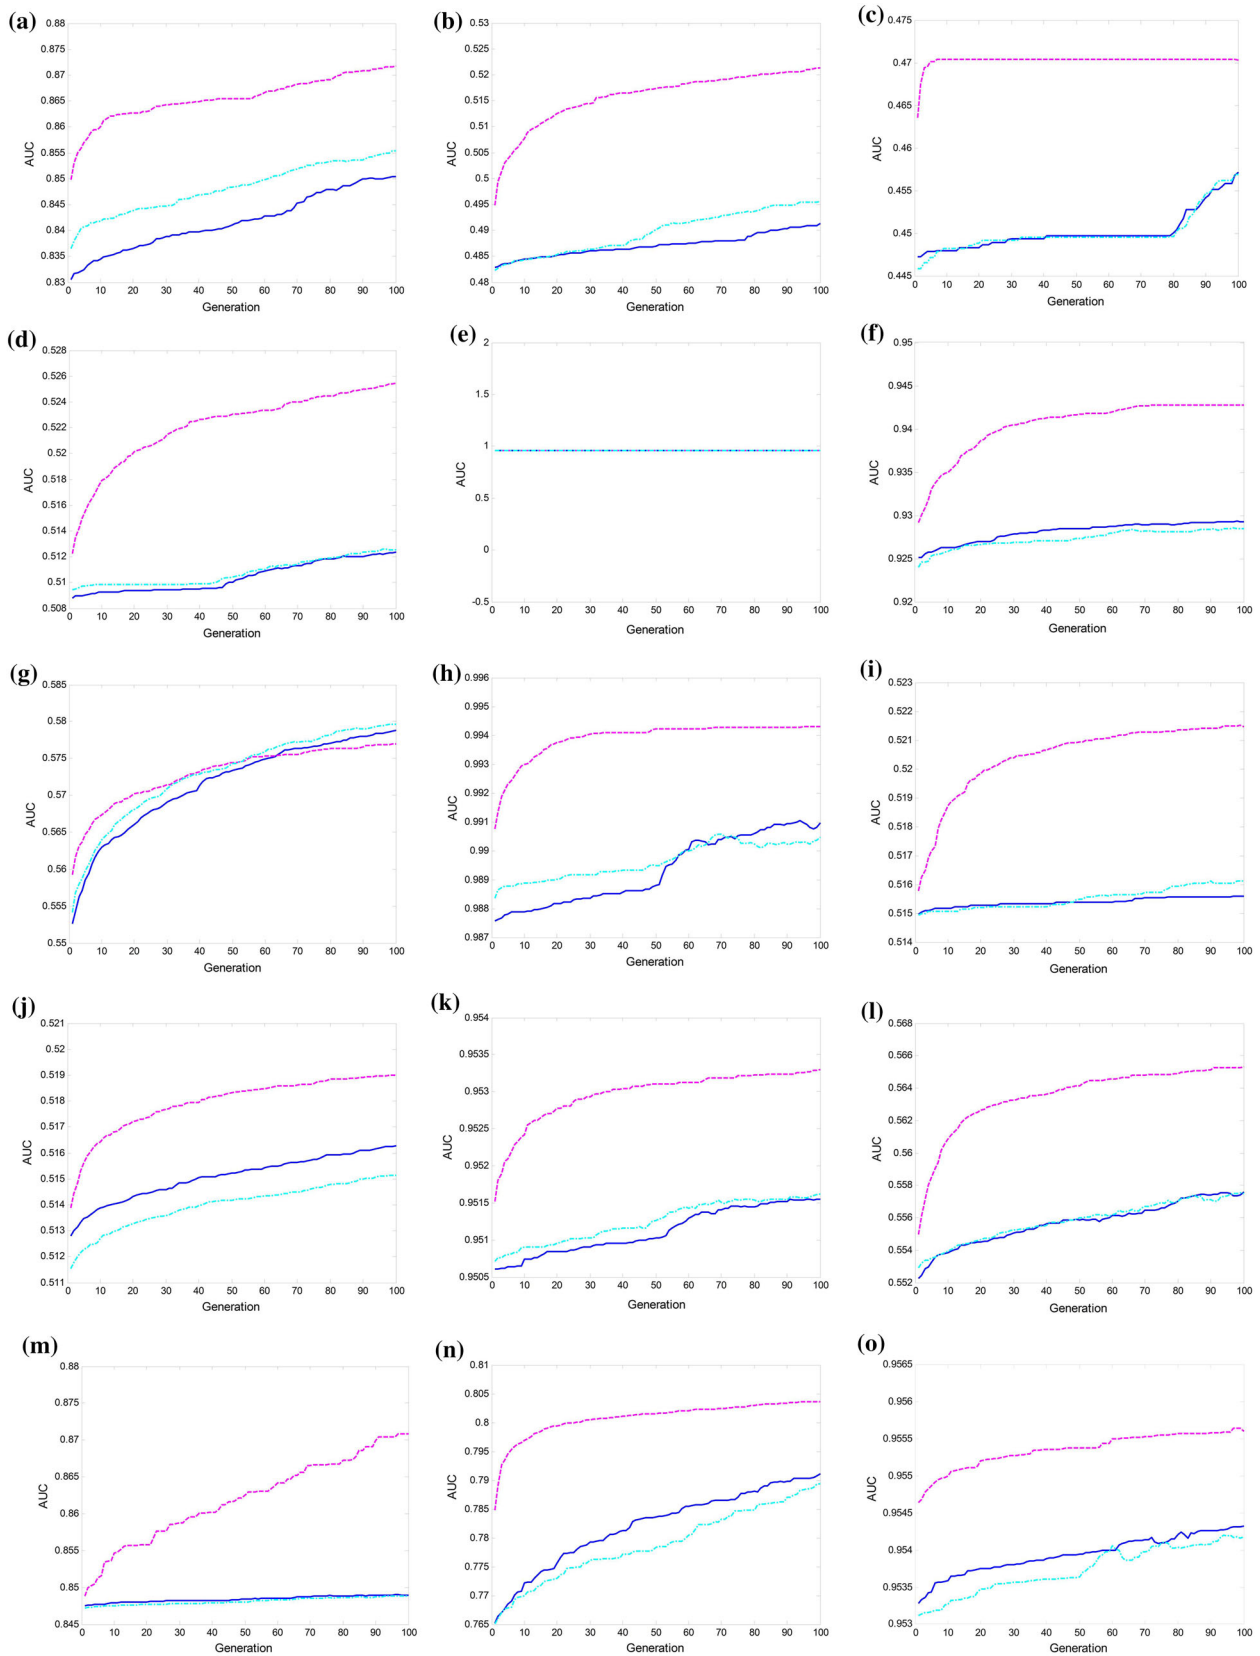 (a)
0.88
0.875
0.87
0.865
0.86
0.855
0.85
0.845
0.84
0.835
0.83
AUC
0 10 20 30 40 50 60 70 80 90 100
Generation
(b)
0.53
0.525
0.52
0.515
0.51
0.505
0.5
0.495
0.49
0.485
0.48
AUC
0 10 20 30 40 50 60 70 80 90 100
Generation
(c)
0.475
0.47
0.465
0.46
0.455
0.45
0.445
AUC
0 10 20 30 40 50 60 70 80 90 100
Generation
(d)
0.528
0.526
0.524
0.522
0.52
0.518
0.516
0.514
0.512
0.51
0.508
AUC
0 10 20 30 40 50 60 70 80 90 100
Generation
(e)
2
1.5
1
0.5
0
-0.5
AUC
0 10 20 30 40 50 60 70 80 90 100
Generation
(f)
0.95
0.945
0.94
0.935
0.93
0.925
0.92
AUC
0 10 20 30 40 50 60 70 80 90 100
Generation
(g)
0.585
0.58
0.575
0.57
0.565
0.56
0.555
0.55
AUC
0 10 20 30 40 50 60 70 80 90 100
Generation
(h)
0.996
0.995
0.994
0.993
0.992
0.991
0.99
0.989
0.988
0.987
AUC
0 10 20 30 40 50 60 70 80 90 100
Generation
(i)
0.523
0.522
0.521
0.52
0.519
0.518
0.517
0.516
0.515
0.514
AUC
0 10 20 30 40 50 60 70 80 90 100
Generation
(j)
0.521
0.52
0.519
0.518
0.517
0.516
0.515
0.514
0.513
0.512
0.511
AUC
0 10 20 30 40 50 60 70 80 90 100
Generation
(k)
0.954
0.9535
0.953
0.9525
0.952
0.9515
0.951
0.9505
AUC
0 10 20 30 40 50 60 70 80 90 100
Generation
(l)
0.568
0.566
0.564
0.562
0.56
0.558
0.556
0.554
0.552
AUC
0 10 20 30 40 50 60 70 80 90 100
Generation
(m)
0.88
0.875
0.87
0.865
0.86
0.855
0.85
0.845
AUC
0 10 20 30 40 50 60 70 80 90 100
Generation
(n)
0.81
0.805
0.8
0.795
0.79
0.785
0.78
0.775
0.77
0.765
AUC
0 10 20 30 40 50 60 70 80 90 100
Generation
(o)
0.9565
0.956
0.9555
0.955
0.9545
0.954
0.9535
0.953
AUC
0 10 20 30 40 50 60 70 80 90 100
Generation